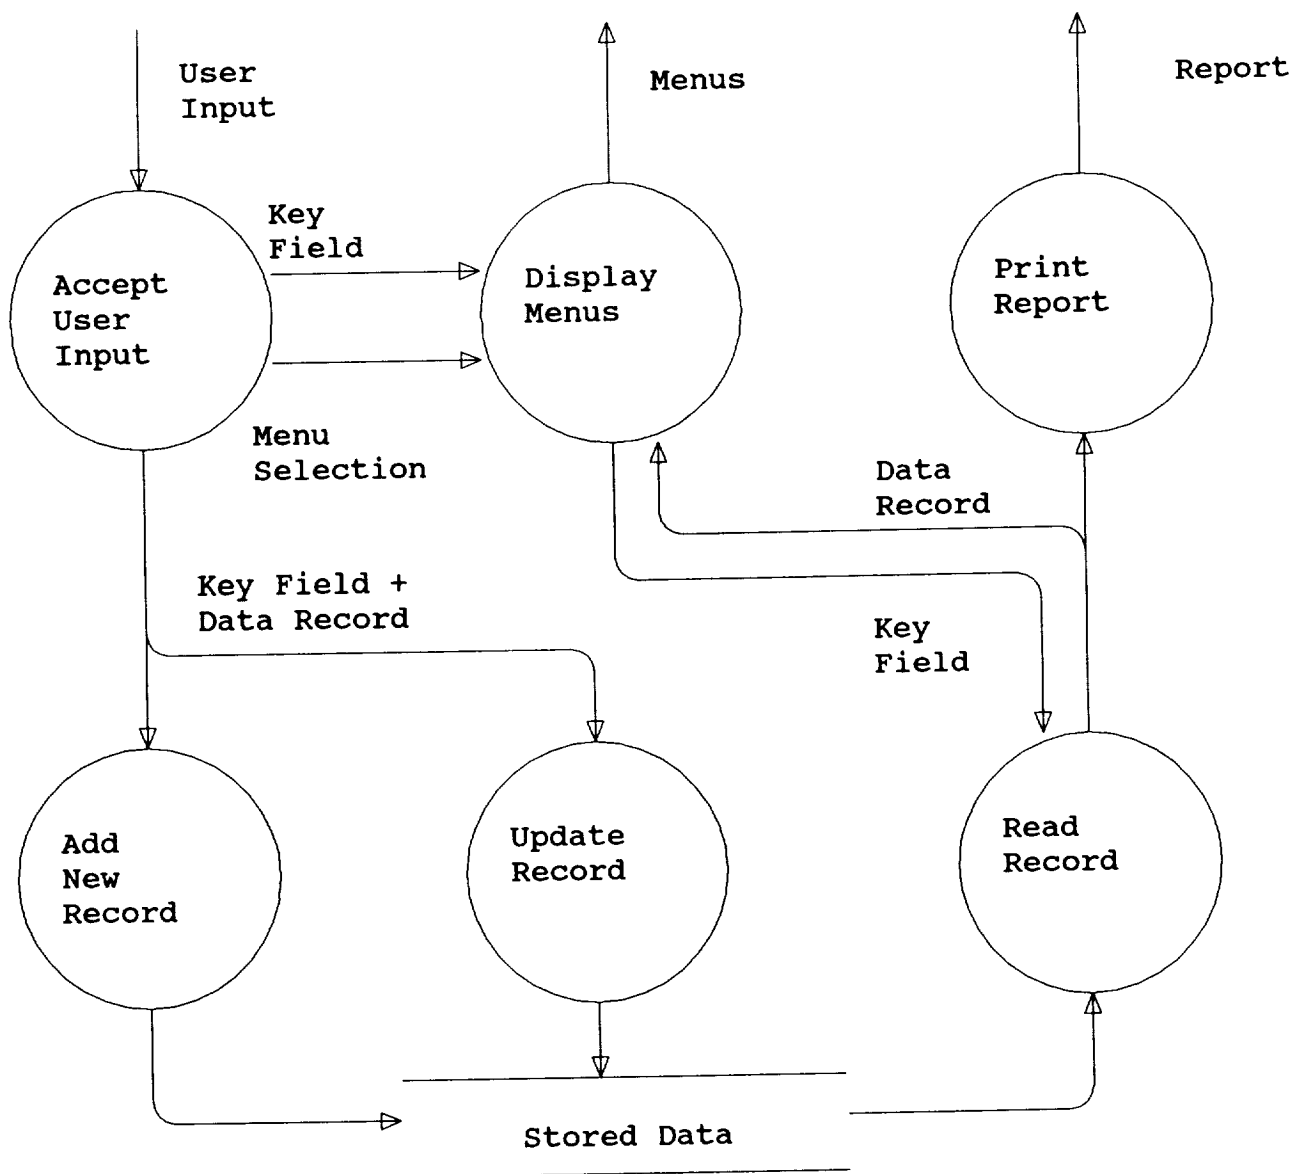 User
Input
Menus
Report
Key
Field
Accept
User
Input
Display
Menus
Print
Report
Menu
Selection
Data
Record
Key Field +
Data Record
Key
Field
Add
New
Record
Update
Record
Read
Record
Stored Data